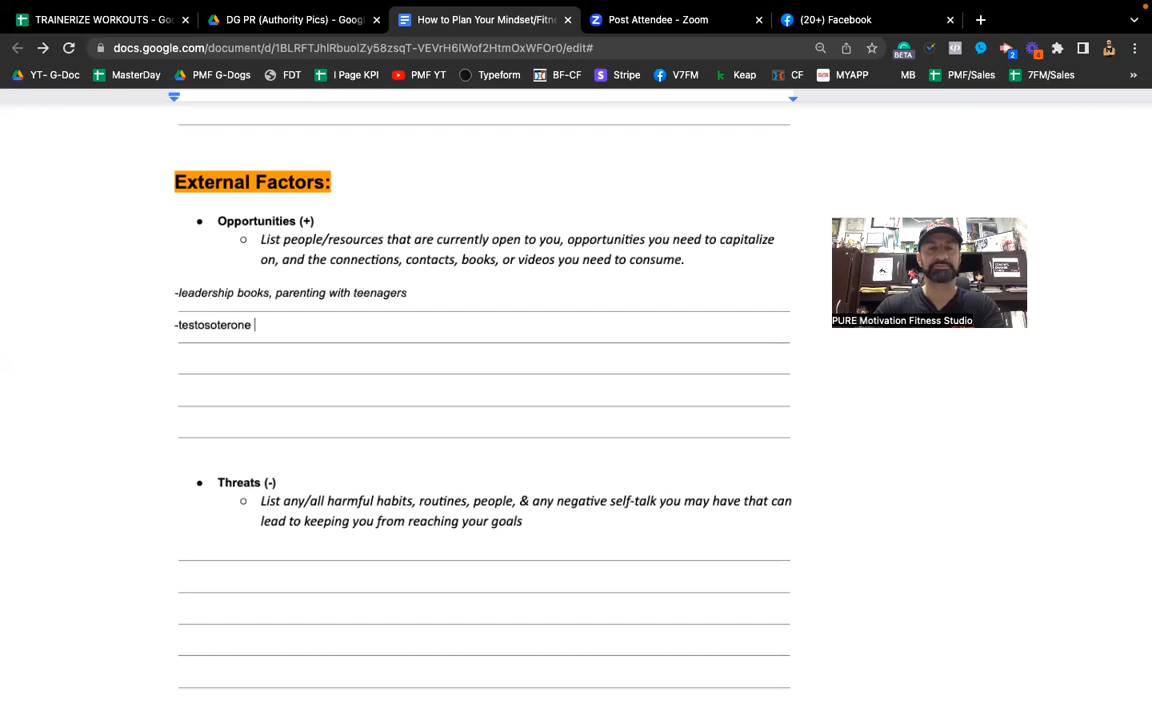 TRAINERIZE WORKOUTS - Goo
DG PR (Authority Pics) - Googl
How to Plan Your Mindset/Fitn
Post Attendee - Zoom
(20+) Facebook
docs.google.com/document/d/1BLRFTJhlRbuolZy58zsqT-VEVrH6lWof2HtmOxWFOr0/edit#
BETA
2
4
YT- G-Doc
MasterDay
PMF G-Dogs
FDT
I Page KPI
PMF YT
Typeform
BF-CF
Stripe
V7FM
Keap
CF
MYAPP
MB
PMF/Sales
7FM/Sales
External Factors:
Opportunities (+)
List people/resources that are currently open to you, opportunities you need to capitalize
on, and the connections, contacts, books, or videos you need to consume.
-leadership books, parenting with teenagers
-testosoterone
PURE Motivation Fitness Studio
Threats (-)
List any/all harmful habits, routines, people, & any negative self-talk you may have that can
lead to keeping you from reaching your goals